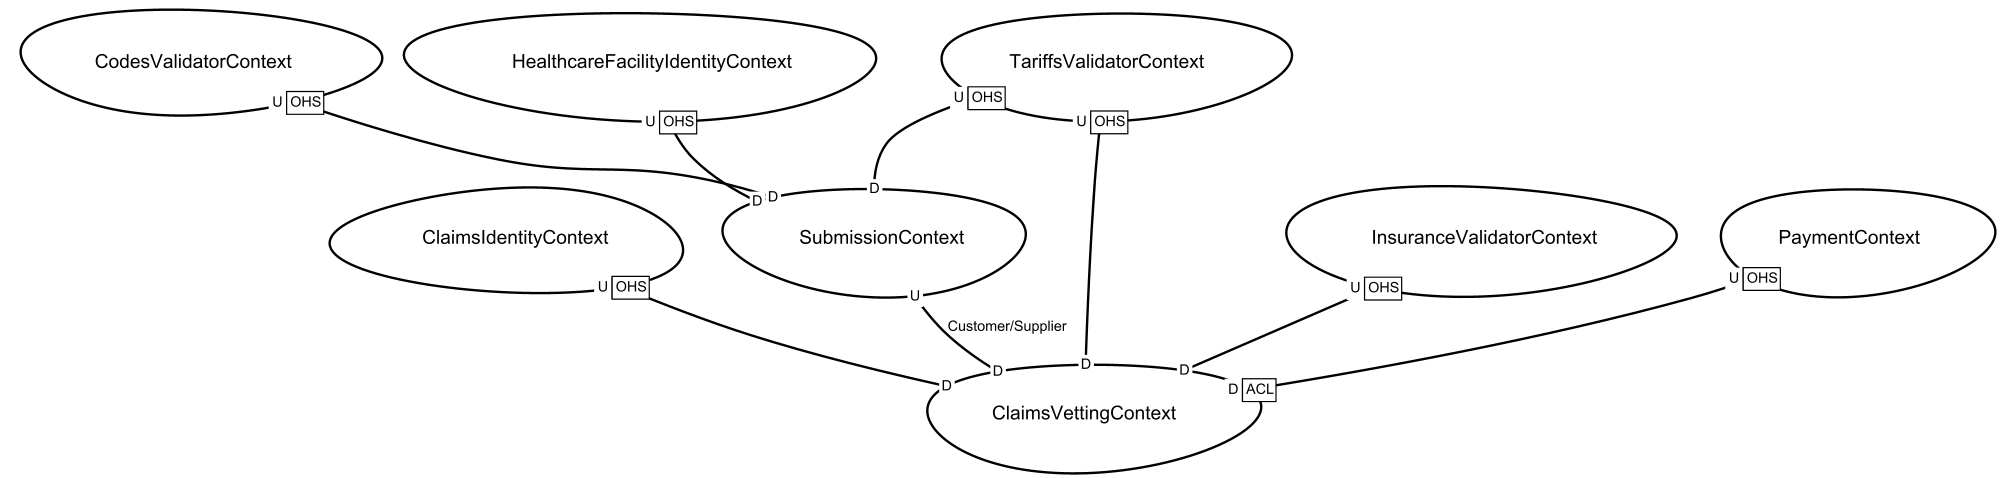 CodesValidatorContext
HealthcareFacilityIdentityContext
TariffsValidatorContext
U OHS
U OHS
U OHS
U OHS
D
D
D
ClaimsIdentityContext
SubmissionContext
InsuranceValidatorContext
PaymentContext
U OHS
U
U OHS
U OHS
Customer/Supplier
D
D
D
D
D ACL
ClaimsVettingContext